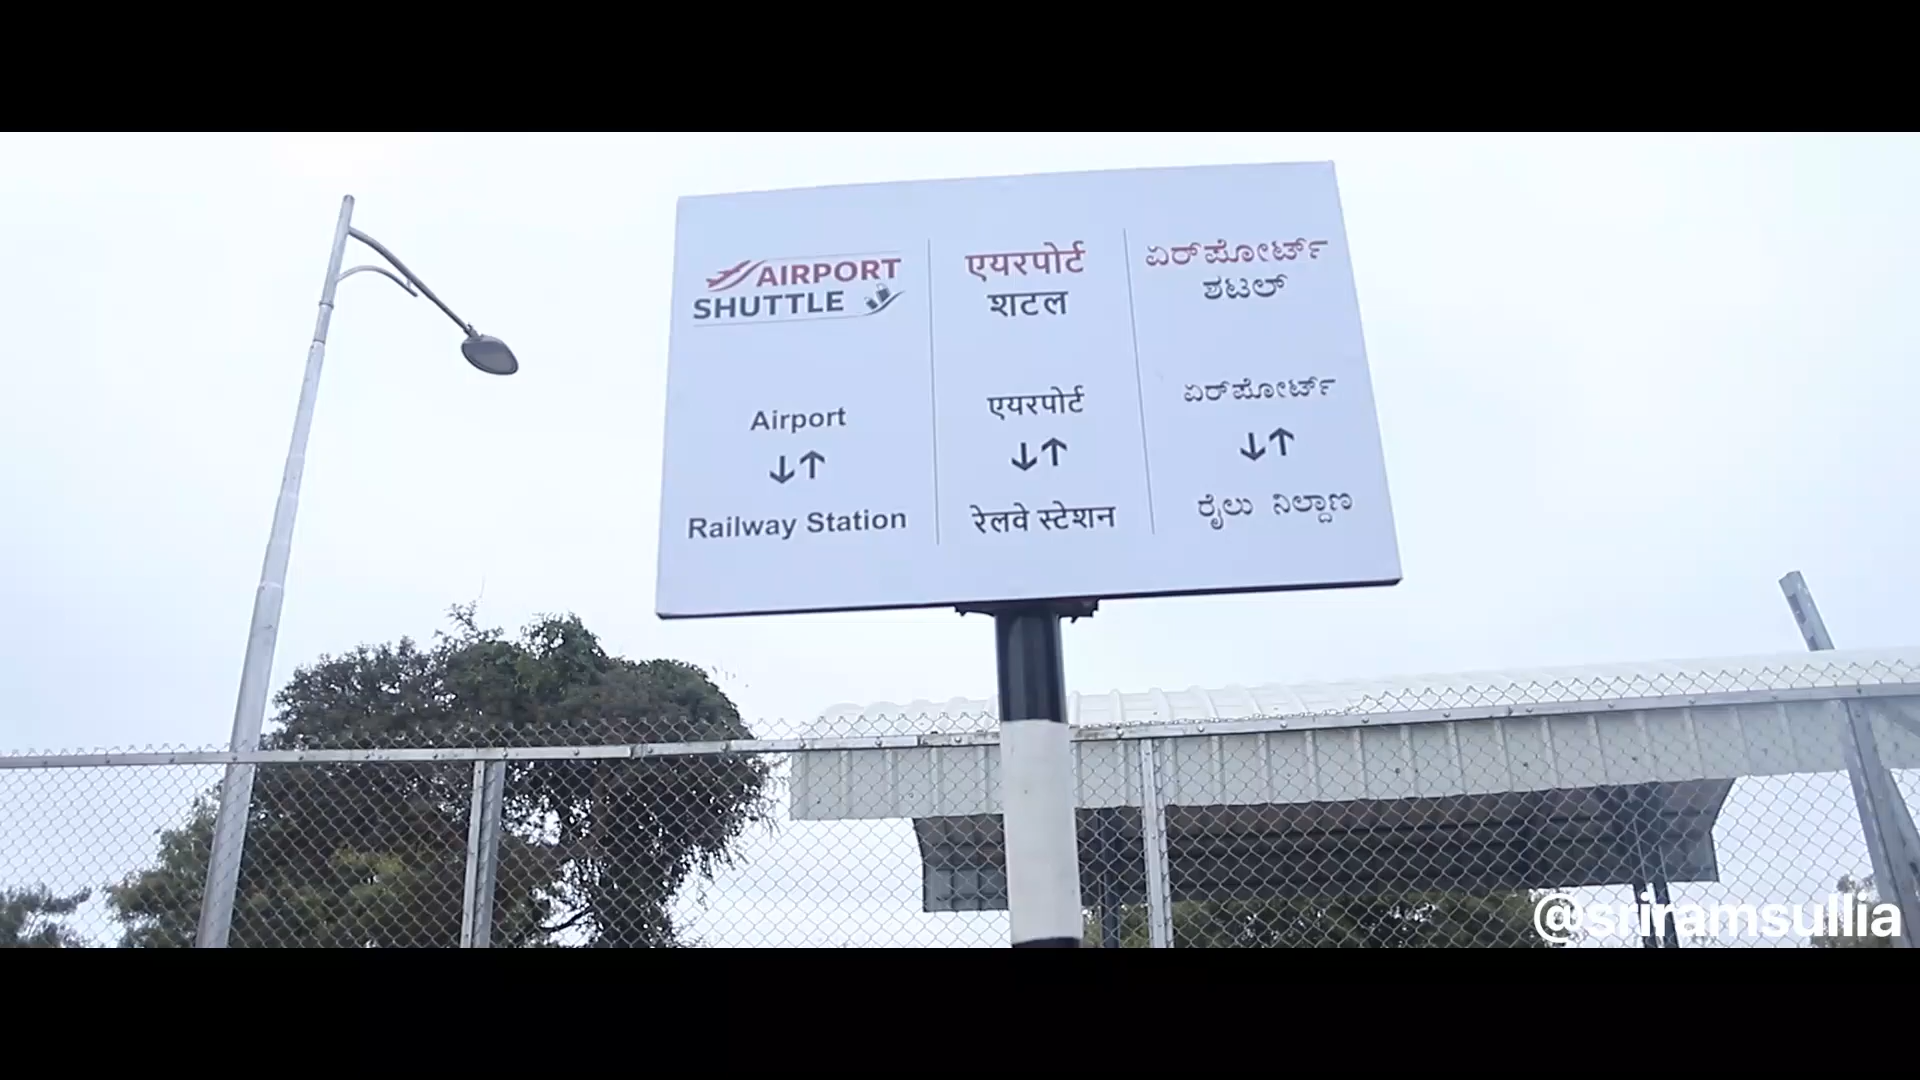 AIRPORT
SHUTTLE
Airport
↓↑
Railway Station
एयरपोर्ट
शटल
एयरपोर्ट
↓↑
रेलवे स्टेशन
ಏರ್‌ಪೋರ್ಟ್
ಶಟಲ್
ಏರ್‌ಪೋರ್ಟ್
↓↑
ರೈಲು ನಿಲ್ದಾಣ
@sriramsullia